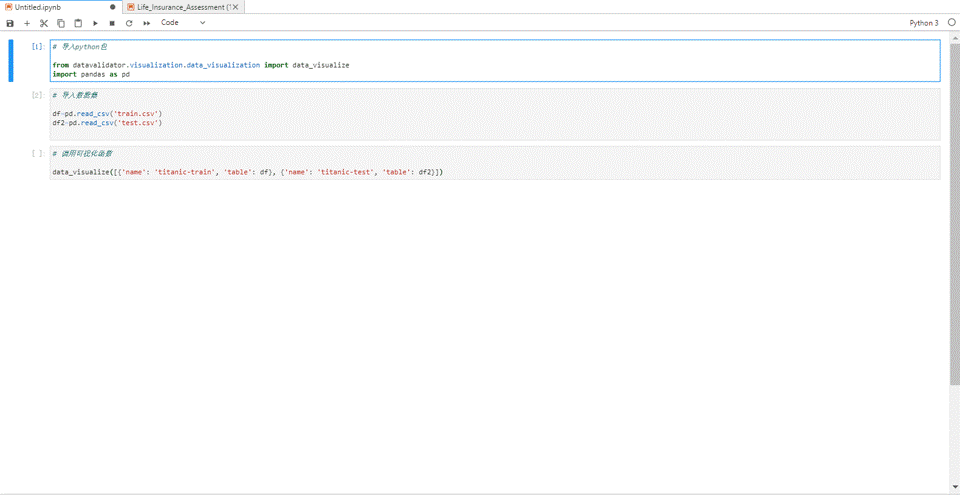 Untitled.ipynb
Life_Insurance_Assessment (
Code
Python 3
[1]:
# 导入python包
from datavalidator.visualization.data_visualization import data_visualize
import pandas as pd
[2]:
# 导入数据集
df=pd.read_csv('train.csv')
df2=pd.read_csv('test.csv')
[ ]:
# 调用可视化函数
data_visualize([{'name': 'titanic-train', 'table': df}, {'name': 'titanic-test', 'table': df2}])